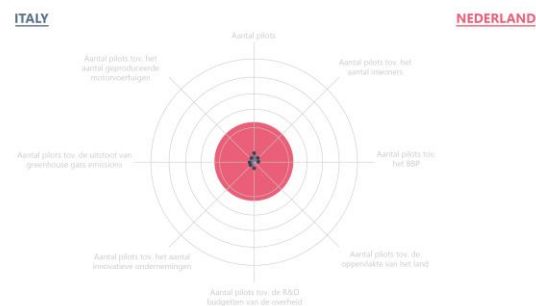 ITALY
NEDERLAND
Aantal pilots
Aantal pilots tov. het
aantal geproduceerde
motorvoertuigen
Aantal pilots tov. het
aantal inwoners
Aantal pilots tov. de uitstoot van
greenhouse gass emissions
Aantal pilots tov.
het BBP
Aantal pilots tov. het aantal
innovatieve ondernemingen
Aantal pilots tov. de
oppervlakte van het land
Aantal pilots tov. de R&D
budgetten van de overheid